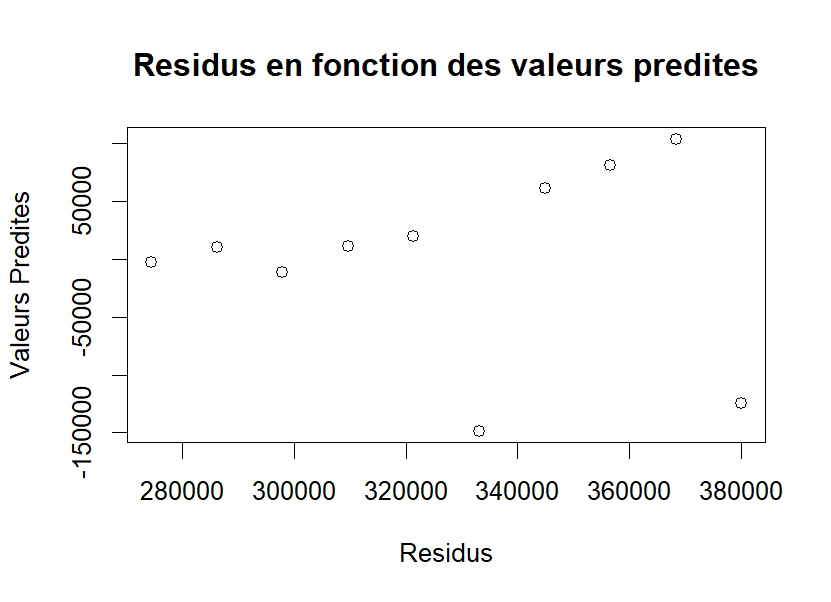 Residus en fonction des valeurs predites
Valeurs Predites
50000
-50000
-150000
280000 300000 320000 340000 360000 380000
Residus